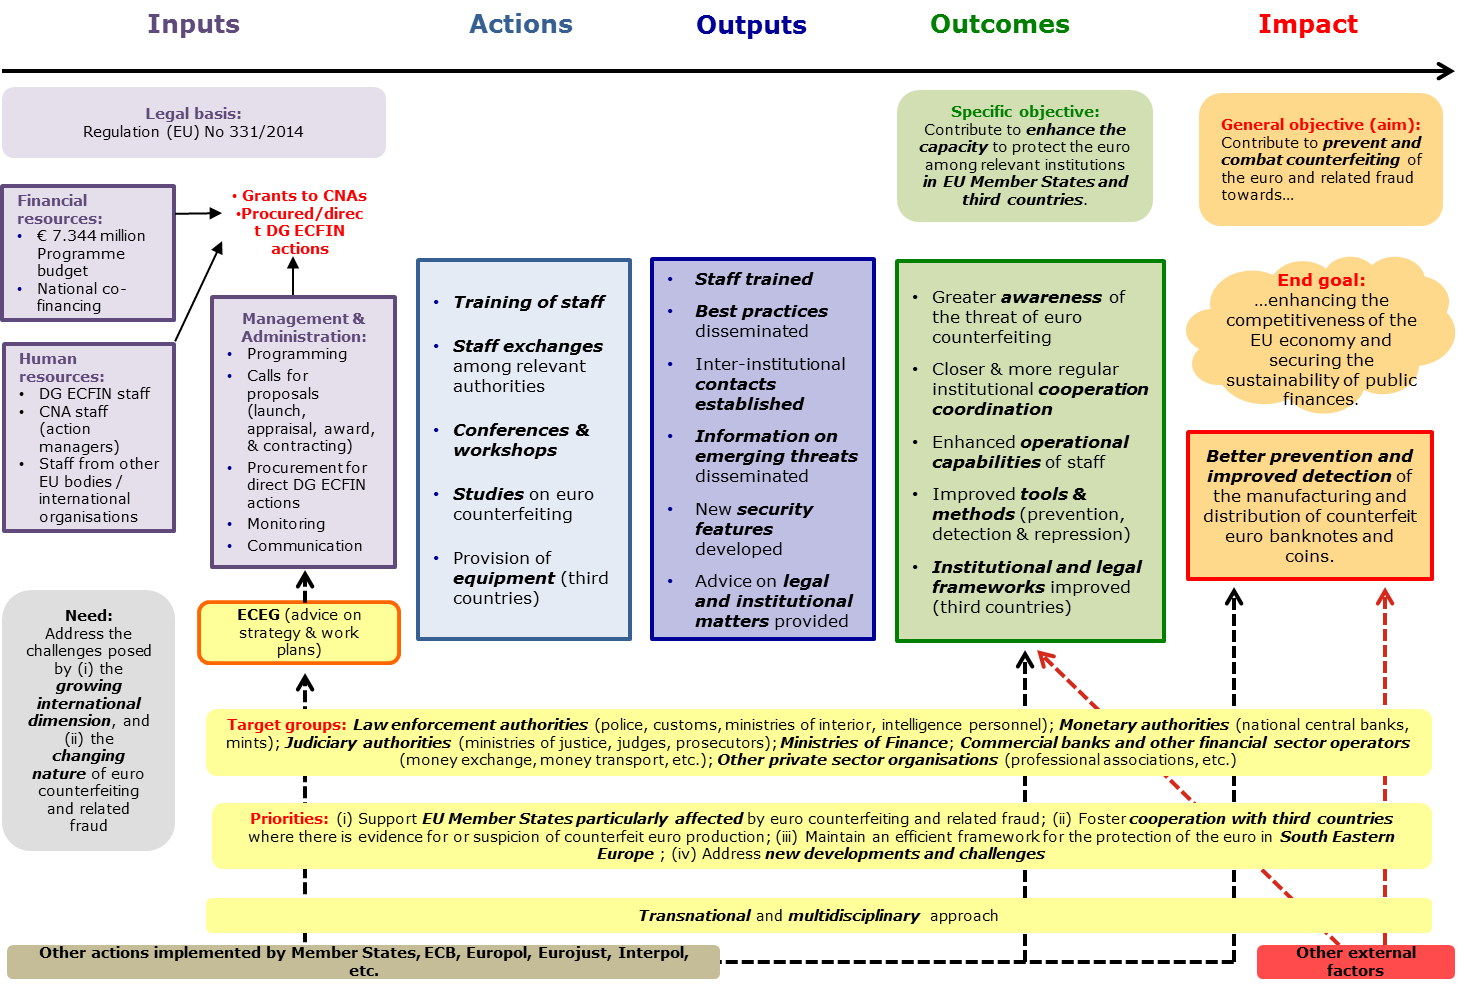 Inputs
Actions
Outputs
Outcomes
Impact
Legal basis:
Regulation (EU) No 331/2014
Specific objective:
Contribute to enhance the
capacity to protect the euro
among relevant institutions
in EU Member States and
third countries.
General objective (aim):
Contribute to prevent and
combat counterfeiting of
the euro and related fraud
towards...
Financial
resources:
• € 7.344 million
Programme
budget
• National co-
financing
• Grants to CNAs
•Procured/direc
t DG ECFIN
actions
Human
resources:
• DG ECFIN staff
• CNA staff
(action
managers)
• Staff from other
EU bodies /
international
organisations
Management &
Administration:
• Programming
• Calls for
proposals
(launch,
appraisal, award,
& contracting)
• Procurement for
direct DG ECFIN
actions
• Monitoring
• Communication
• Training of staff
• Staff exchanges
among relevant
authorities
• Conferences &
workshops
• Studies on euro
counterfeiting
• Provision of
equipment (third
countries)
• Staff trained
• Best practices
disseminated
• Inter-institutional
contacts
established
• Information on
emerging threats
disseminated
• New security
features
developed
• Advice on legal
and institutional
matters provided
• Greater awareness of
the threat of euro
counterfeiting
• Closer & more regular
institutional cooperation
coordination
• Enhanced operational
capabilities of staff
• Improved tools &
methods (prevention,
detection & repression)
• Institutional and legal
frameworks improved
(third countries)
End goal:
...enhancing the
competitiveness of the
EU economy and
securing the
sustainability of public
finances.
Better prevention and
improved detection of
the manufacturing and
distribution of counterfeit
euro banknotes and
coins.
Need:
Address the
challenges posed
by (i) the
growing
international
dimension, and
(ii) the
changing
nature of euro
counterfeiting
and related
fraud
ECEG (advice on
strategy & work
plans)
Target groups: Law enforcement authorities (police, customs, ministries of interior, intelligence personnel); Monetary authorities (national central banks,
mints); Judiciary authorities (ministries of justice, judges, prosecutors); Ministries of Finance; Commercial banks and other financial sector operators
(money exchange, money transport, etc.); Other private sector organisations (professional associations, etc.)
Priorities: (i) Support EU Member States particularly affected by euro counterfeiting and related fraud; (ii) Foster cooperation with third countries
where there is evidence for or suspicion of counterfeit euro production; (iii) Maintain an efficient framework for the protection of the euro in South Eastern
Europe ; (iv) Address new developments and challenges
Transnational and multidisciplinary approach
Other actions implemented by Member States, ECB, Europol, Eurojust, Interpol,
etc.
Other external
factors